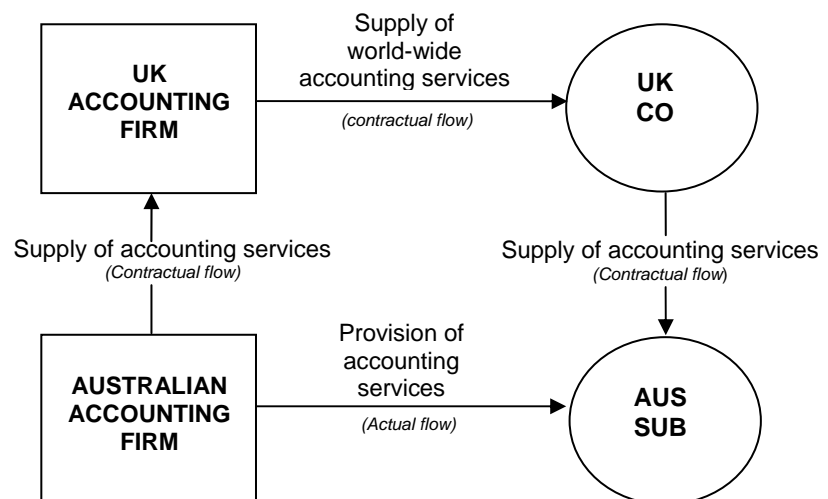 UK
ACCOUNTING
FIRM
Supply of
world-wide
accounting services
(contractual flow)
UK
CO
Supply of accounting services
(Contractual flow)
Supply of accounting services
(Contractual flow)
AUSTRALIAN
ACCOUNTING
FIRM
Provision of
accounting
services
(Actual flow)
AUS
SUB